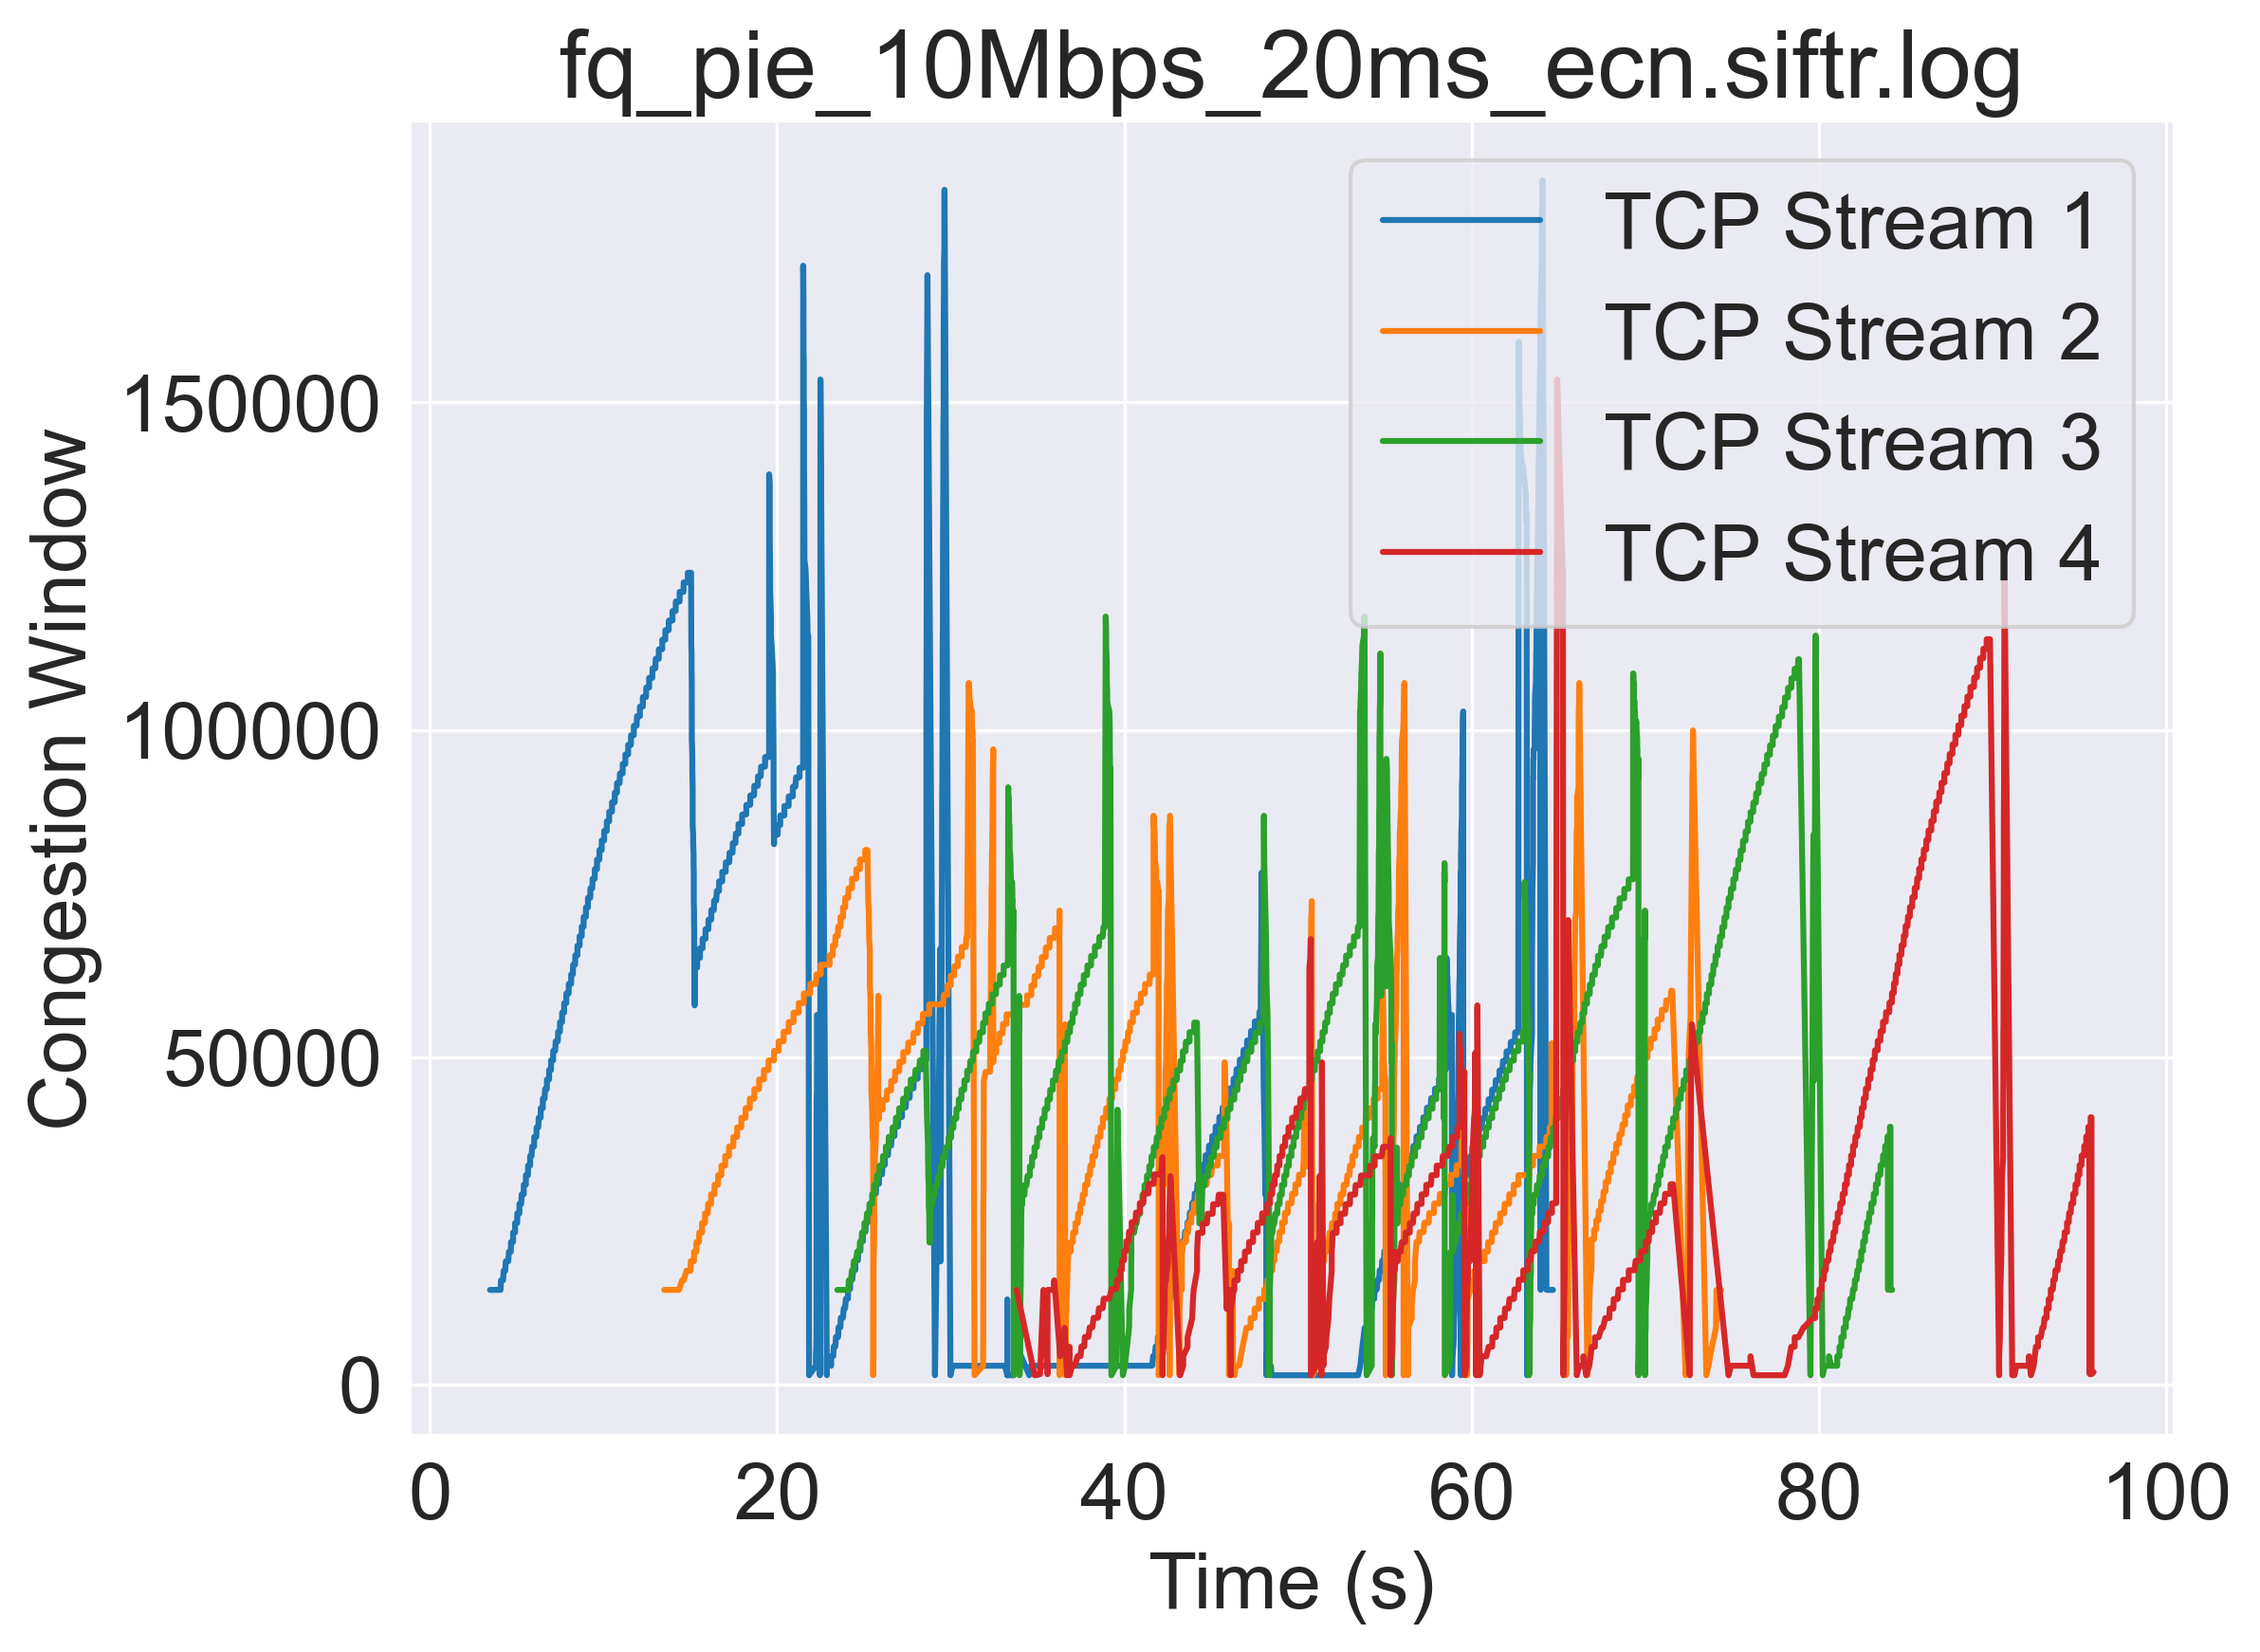 fq_pie_10Mbps_20ms_ecn.siftr.log
TCP Stream 1
TCP Stream 2
TCP Stream 3
TCP Stream 4
Congestion Window
150000
100000
50000
0
0 20 40 60 80 100
Time (s)